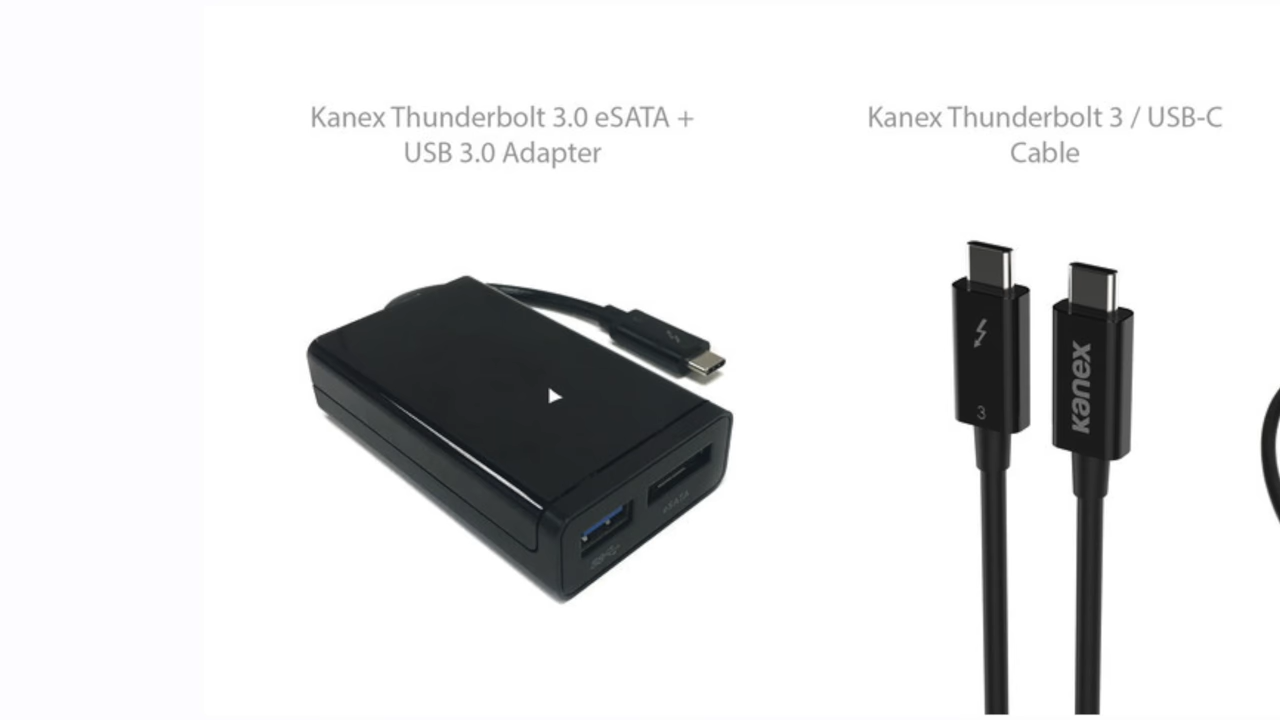 Kanex Thunderbolt 3.0 eSATA +
USB 3.0 Adapter
Kanex Thunderbolt 3 / USB-C
Cable
3
Kanex
eSATA